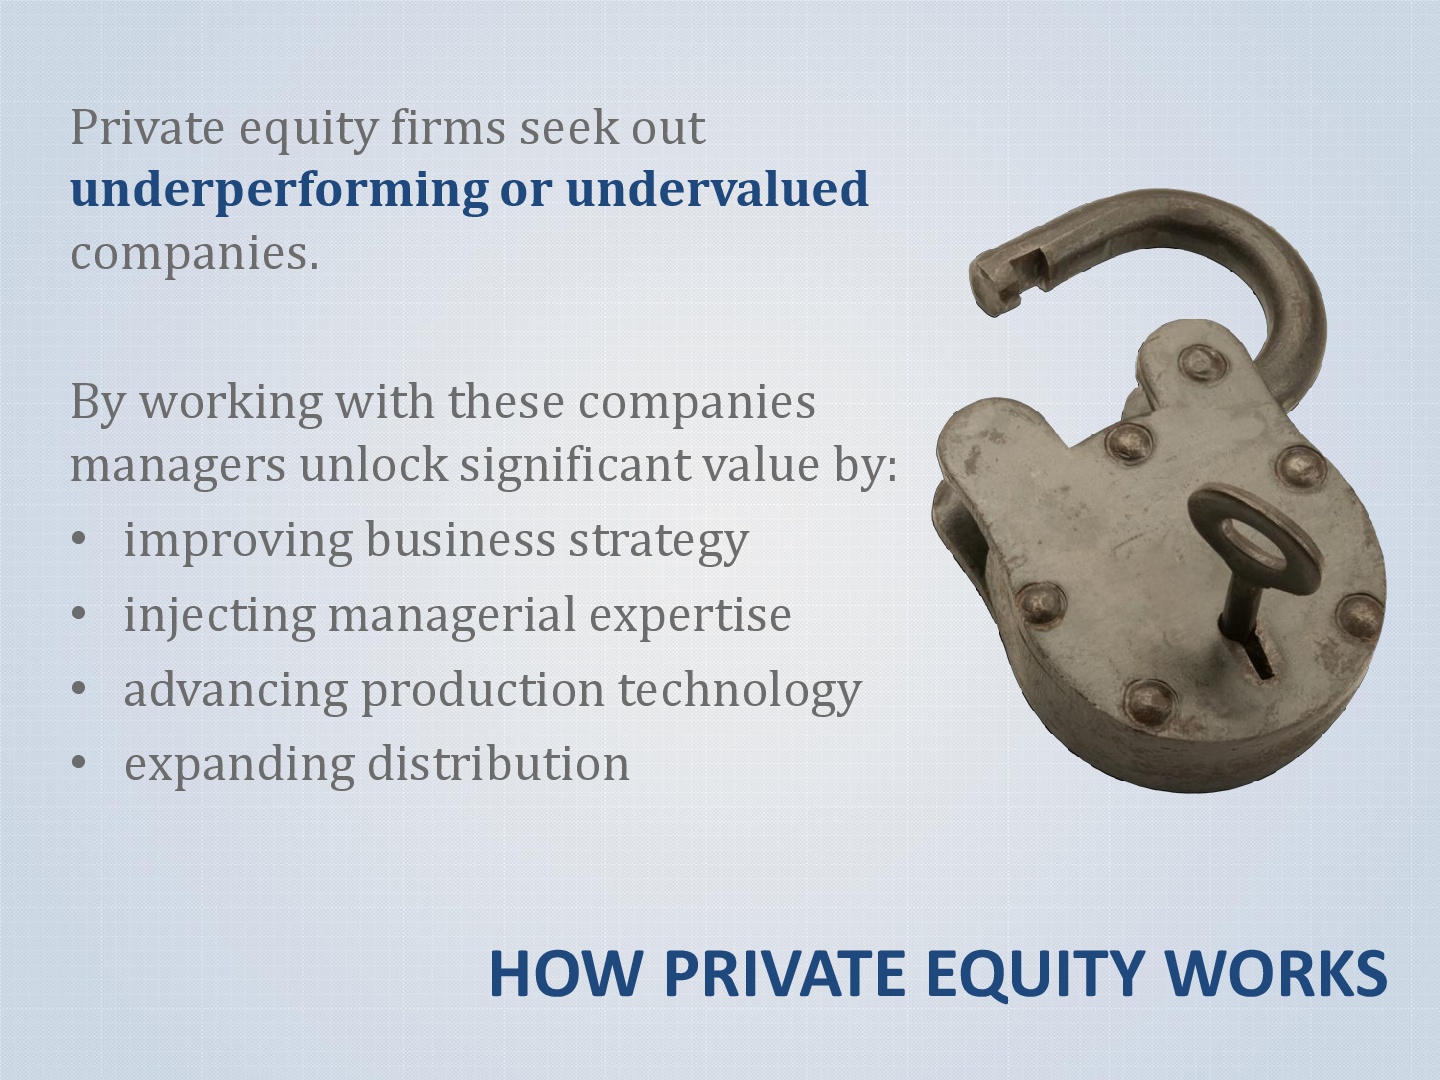 Private equity firms seek out
underperforming or undervalued
companies.
By working with these companies
managers unlock significant value by:
• improving business strategy
• injecting managerial expertise
• advancing production technology
• expanding distribution
HOW PRIVATE EQUITY WORKS